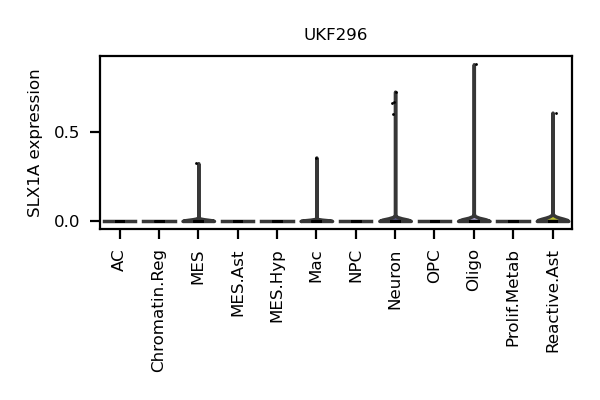 UKF296
SLX1A expression
0.5
0.0
AC
Chromatin.Reg
MES
MES.Ast
MES.Hyp
Mac
NPC
Neuron
OPC
Oligo
Prolif.Metab
Reactive.Ast